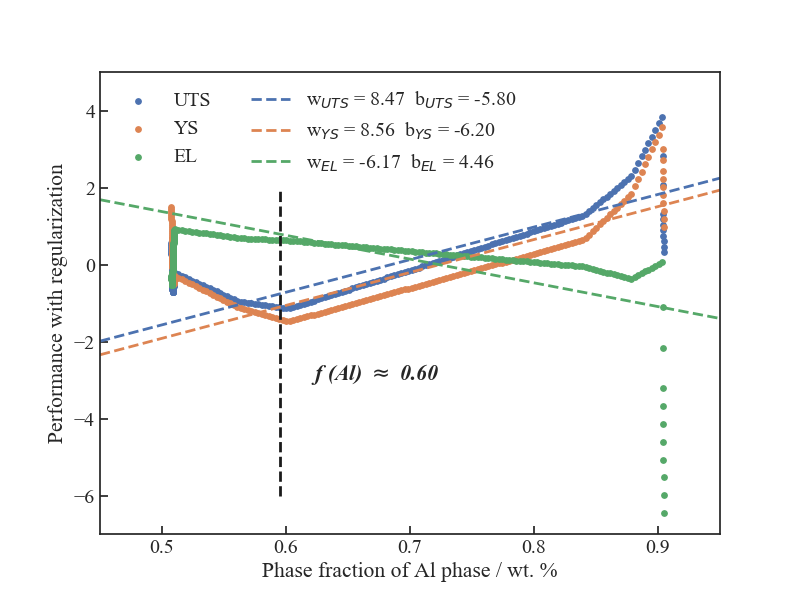 UTS
YS
EL
w_UTS = 8.47 b_UTS = -5.80
w_YS = 8.56 b_YS = -6.20
w_EL = -6.17 b_EL = 4.46
f (Al) ≈ 0.60
Performance with regularization
4
2
0
−2
−4
−6
0.5 0.6 0.7 0.8 0.9
Phase fraction of Al phase / wt. %